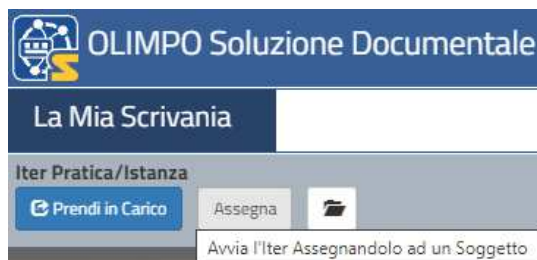 OLIMPO Soluzione Documentale
La Mia Scrivania
Iter Pratica/Istanza
Prendi in Carico Assegna
Avvia l'Iter Assegnandolo ad un Soggetto